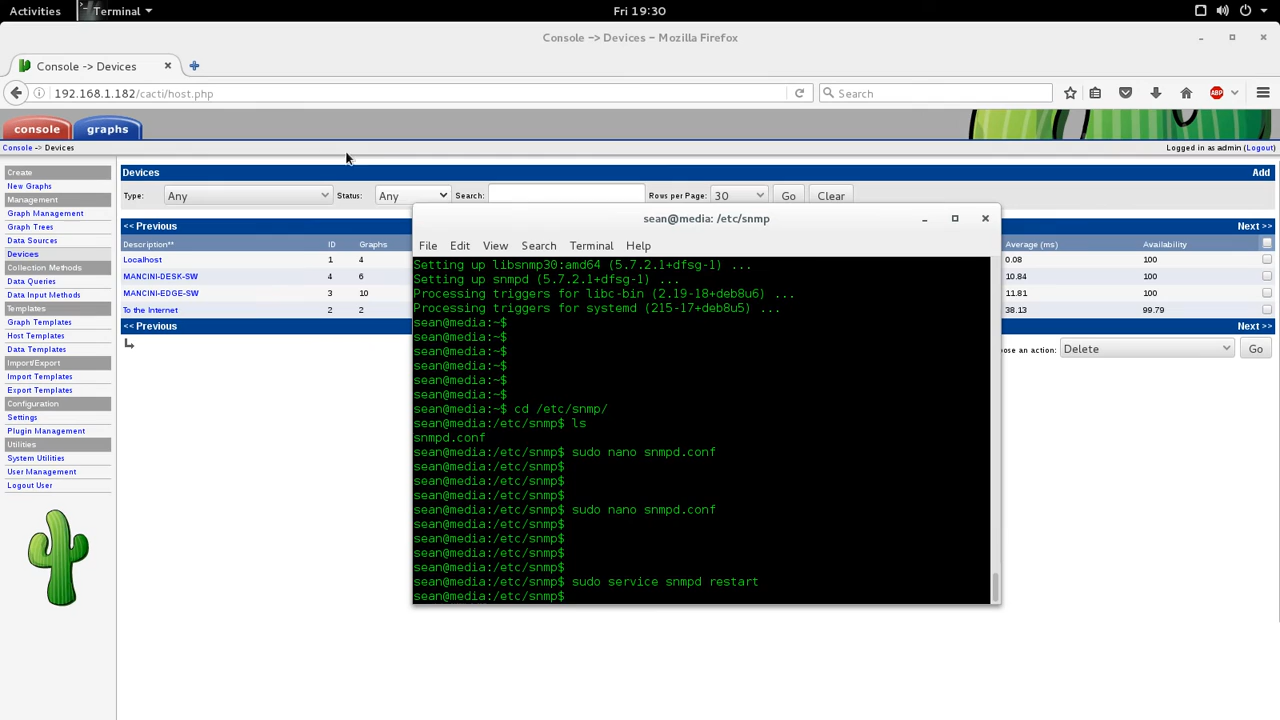 Activities Terminal Fri 19:30
Console -> Devices – Mozilla Firefox
Console -> Devices
192.168.1.182/cacti/host.php Search ABP
console graphs
Console -> Devices Logged in as admin (Logout)
Create
New Graphs
Management
Graph Management
Graph Trees
Data Sources
Devices
Collection Methods
Data Queries
Data Input Methods
Templates
Graph Templates
Host Templates
Data Templates
Import/Export
Import Templates
Export Templates
Configuration
Settings
Plugin Management
Utilities
System Utilities
User Management
Logout User
Devices Add
Type: Any Status: Any Search: Rows per Page: 30 Go Clear
<< Previous Next >>
Description** ID Graphs Average (ms) Availability
Localhost 1 4 0.08 100
MANCINI-DESK-SW 4 6 10.84 100
MANCINI-EDGE-SW 3 10 11.81 100
To the Internet 2 2 38.13 99.79
<< Previous Next >>
ose an action: Delete Go
sean@media: /etc/snmp
File Edit View Search Terminal Help
Setting up libsnmp30:amd64 (5.7.2.1+dfsg-1) ...
Setting up snmpd (5.7.2.1+dfsg-1) ...
Processing triggers for libc-bin (2.19-18+deb8u6) ...
Processing triggers for systemd (215-17+deb8u5) ...
sean@media:~$
sean@media:~$
sean@media:~$
sean@media:~$
sean@media:~$
sean@media:~$
sean@media:~$ cd /etc/snmp/
sean@media:/etc/snmp$ ls
snmpd.conf
sean@media:/etc/snmp$ sudo nano snmpd.conf
sean@media:/etc/snmp$
sean@media:/etc/snmp$
sean@media:/etc/snmp$
sean@media:/etc/snmp$ sudo nano snmpd.conf
sean@media:/etc/snmp$
sean@media:/etc/snmp$
sean@media:/etc/snmp$
sean@media:/etc/snmp$
sean@media:/etc/snmp$ sudo service snmpd restart
sean@media:/etc/snmp$